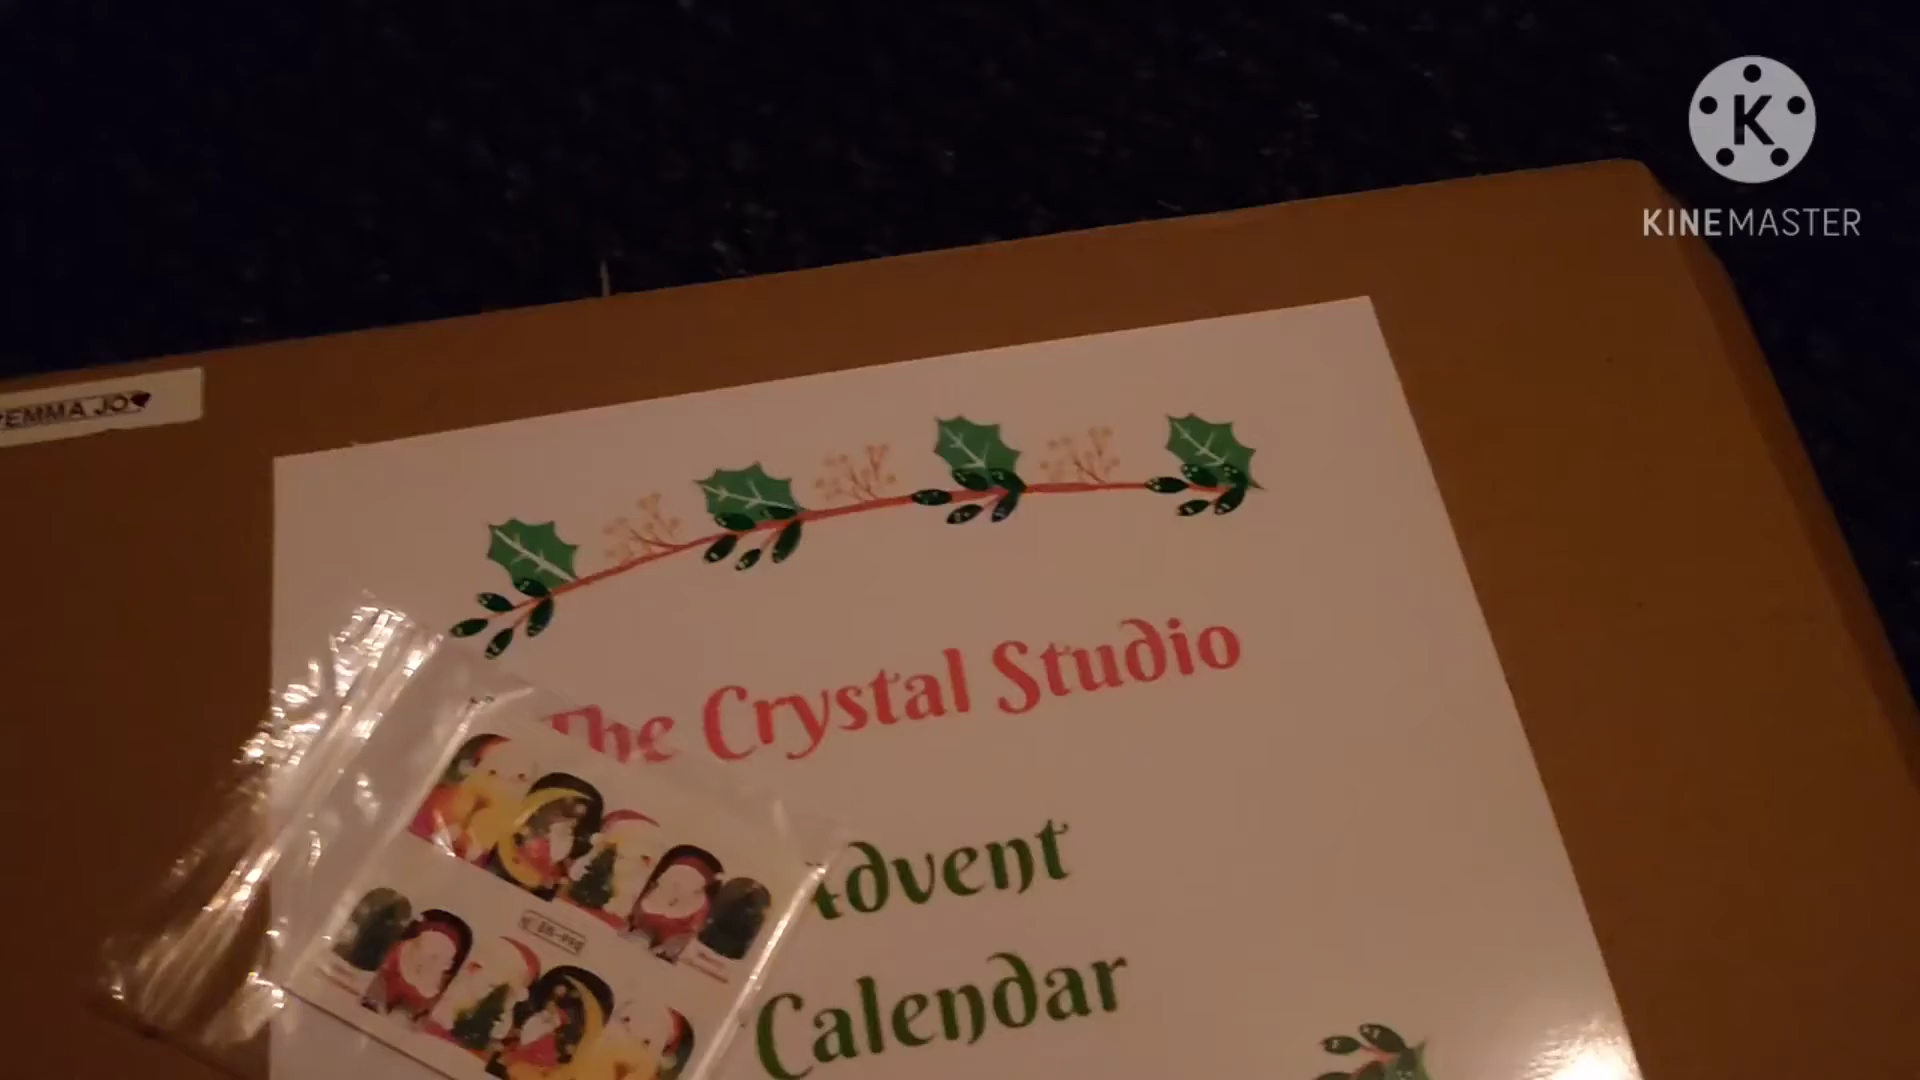 KINEMASTER
EMMA JO
The Crystal Studio
Advent
Calendar